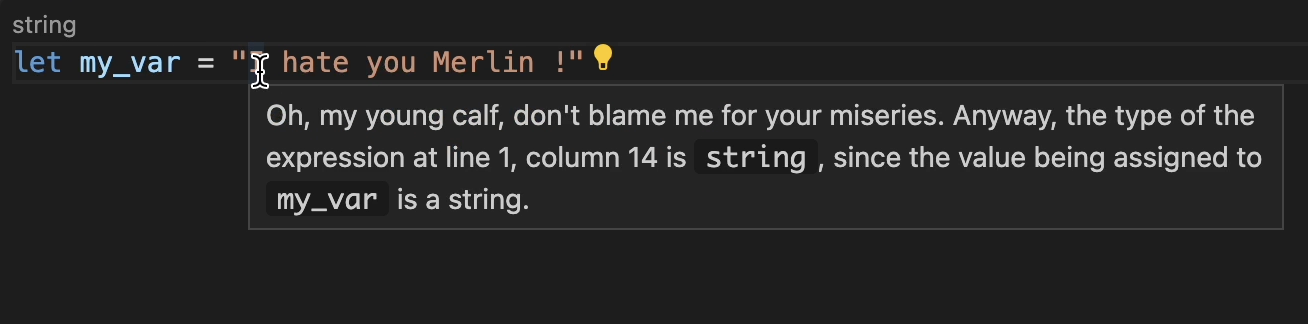 string
let my_var = "I hate you Merlin !"
Oh, my young calf, don't blame me for your miseries. Anyway, the type of the
expression at line 1, column 14 is string , since the value being assigned to
my_var is a string.